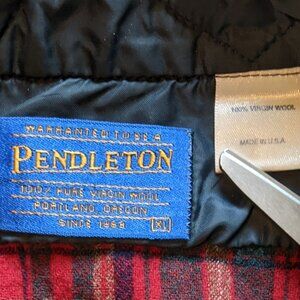 WARRANTED TO BE A
PENDLETON
100% PURE VIRGIN WOOL
PORTLAND, OREGON
SINCE 1863
XL
100% VIRGIN WOOL
MADE IN U.S.A.